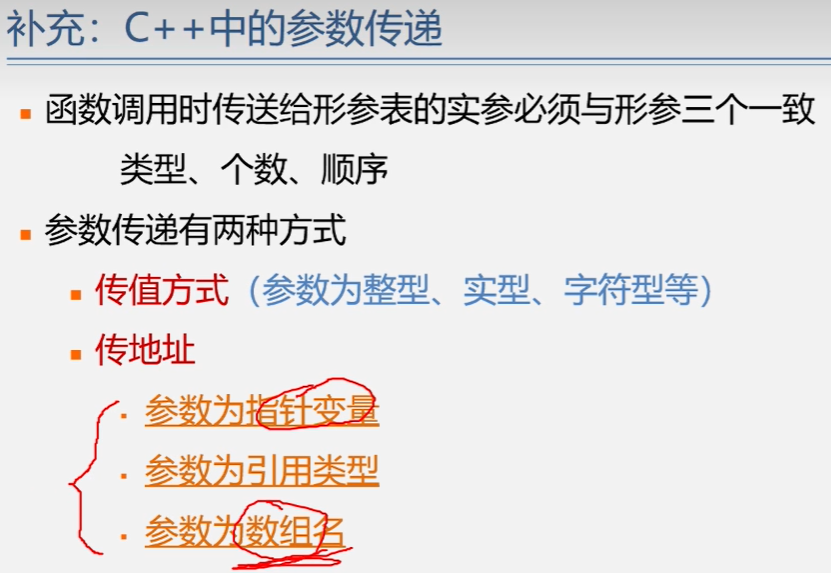 补充：C++中的参数传递
函数调用时传送给形参表的实参必须与形参三个一致
类型、个数、顺序
参数传递有两种方式
传值方式（参数为整型、实型、字符型等）
传地址
参数为指针变量
参数为引用类型
参数为数组名